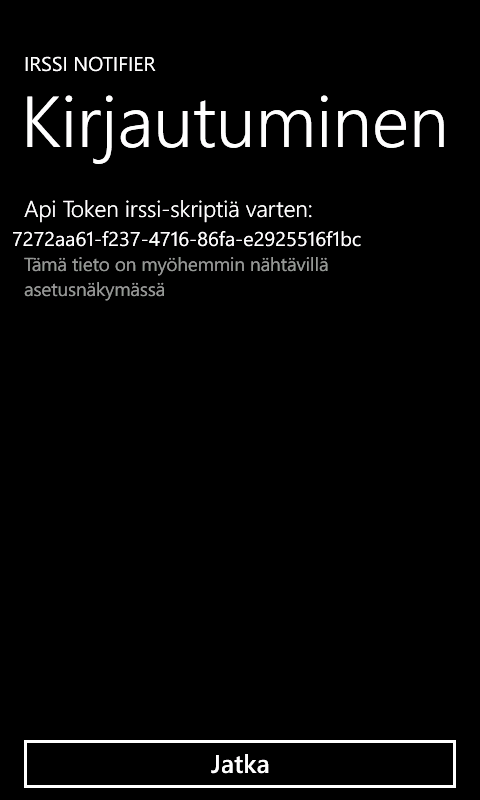 IRSSI NOTIFIER
Kirjautuminen
Api Token irssi-skriptiä varten:
7272aa61-f237-4716-86fa-e2925516f1bc
Tämä tieto on myöhemmin nähtävillä
asetusnäkymässä
Jatka